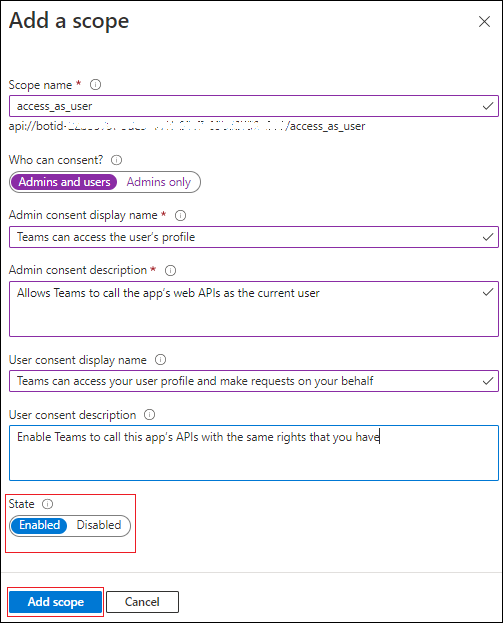 Add a scope
Scope name *
access_as_user
api://botid- /access_as_user
Who can consent?
Admins and users Admins only
Admin consent display name *
Teams can access the user's profile
Admin consent description *
Allows Teams to call the app's web APIs as the current user
User consent display name
Teams can access your user profile and make requests on your behalf
User consent description
Enable Teams to call this app's APIs with the same rights that you have
State
Enabled Disabled
Add scope Cancel